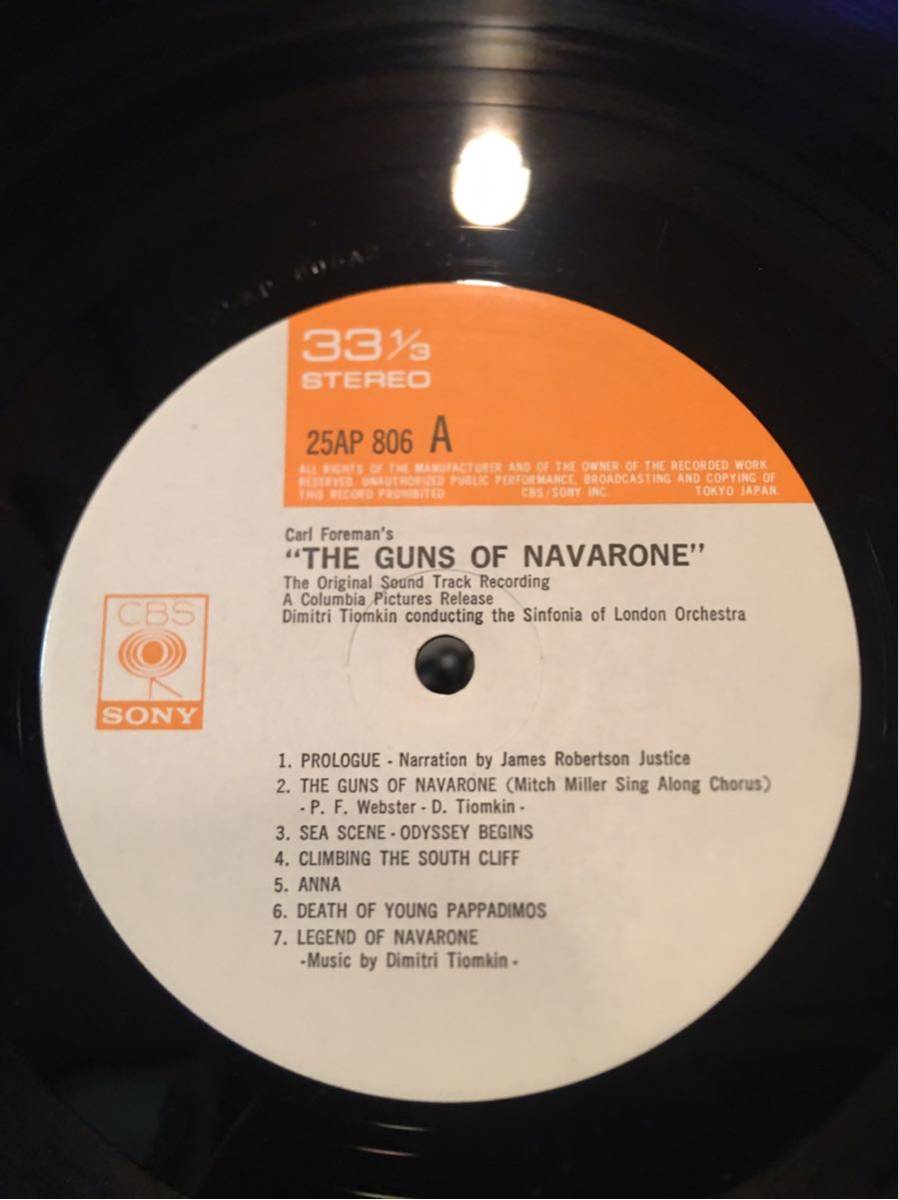 33 1/3
STEREO
25AP 806 A
ALL RIGHTS OF THE MANUFACTURER AND OF THE OWNER OF THE RECORDED WORK
RESERVED. UNAUTHORIZED PUBLIC PERFORMANCE, BROADCASTING AND COPYING OF
THIS RECORD PROHIBITED CBS/SONY INC. TOKYO JAPAN.
Carl Foreman's
"THE GUNS OF NAVARONE"
The Original Sound Track Recording
A Columbia Pictures Release
Dimitri Tiomkin conducting the Sinfonia of London Orchestra
CBS
SONY
1. PROLOGUE - Narration by James Robertson Justice
2. THE GUNS OF NAVARONE (Mitch Miller Sing Along Chorus)
- P. F. Webster - D. Tiomkin -
3. SEA SCENE - ODYSSEY BEGINS
4. CLIMBING THE SOUTH CLIFF
5. ANNA
6. DEATH OF YOUNG PAPPADIMOS
7. LEGEND OF NAVARONE
-Music by Dimitri Tiomkin -